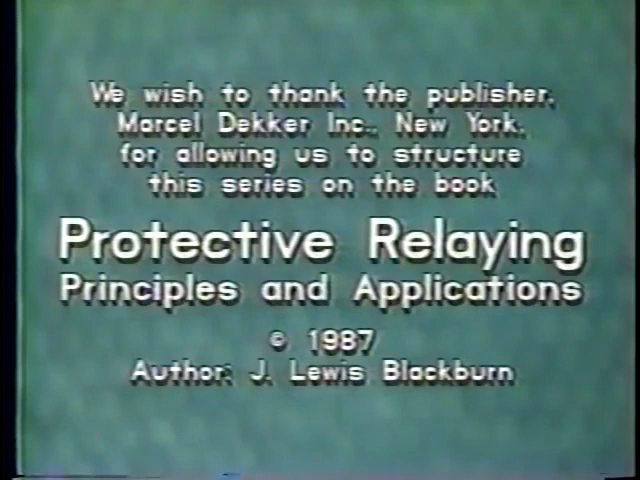 We wish to thank the publisher,
Marcel Dekker Inc., New York,
for allowing us to structure
this series on the book
Protective Relaying
Principles and Applications
© 1987
Author: J. Lewis Blackburn